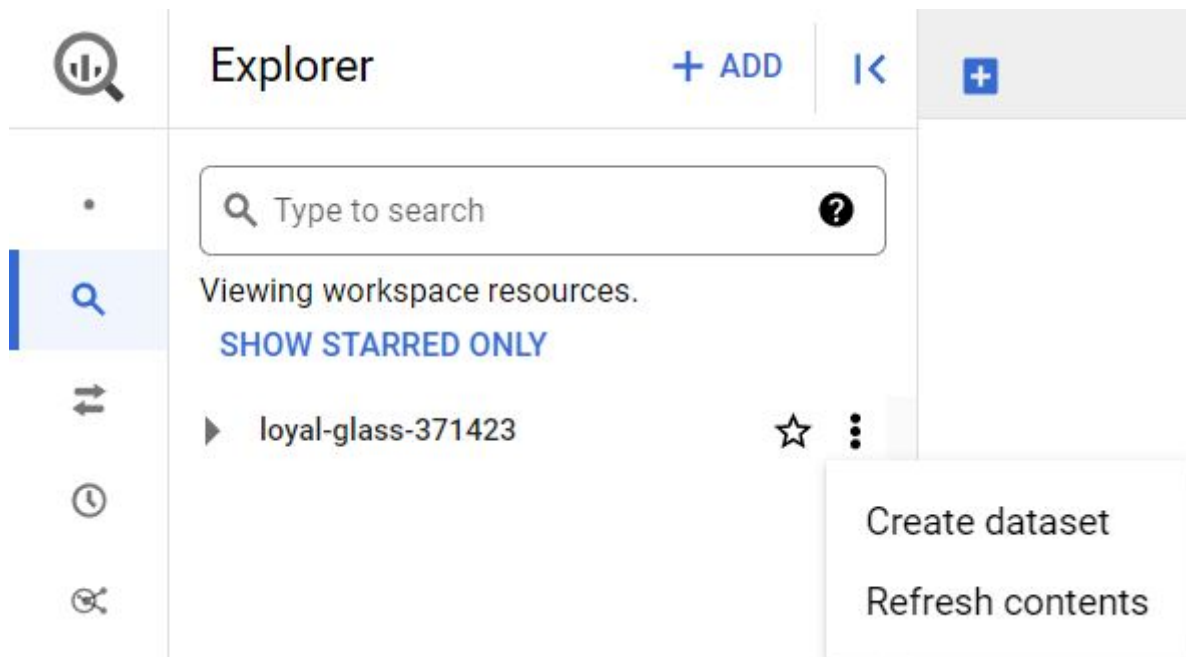 Explorer
+ ADD
Type to search
Viewing workspace resources.
SHOW STARRED ONLY
loyal-glass-371423
Create dataset
Refresh contents